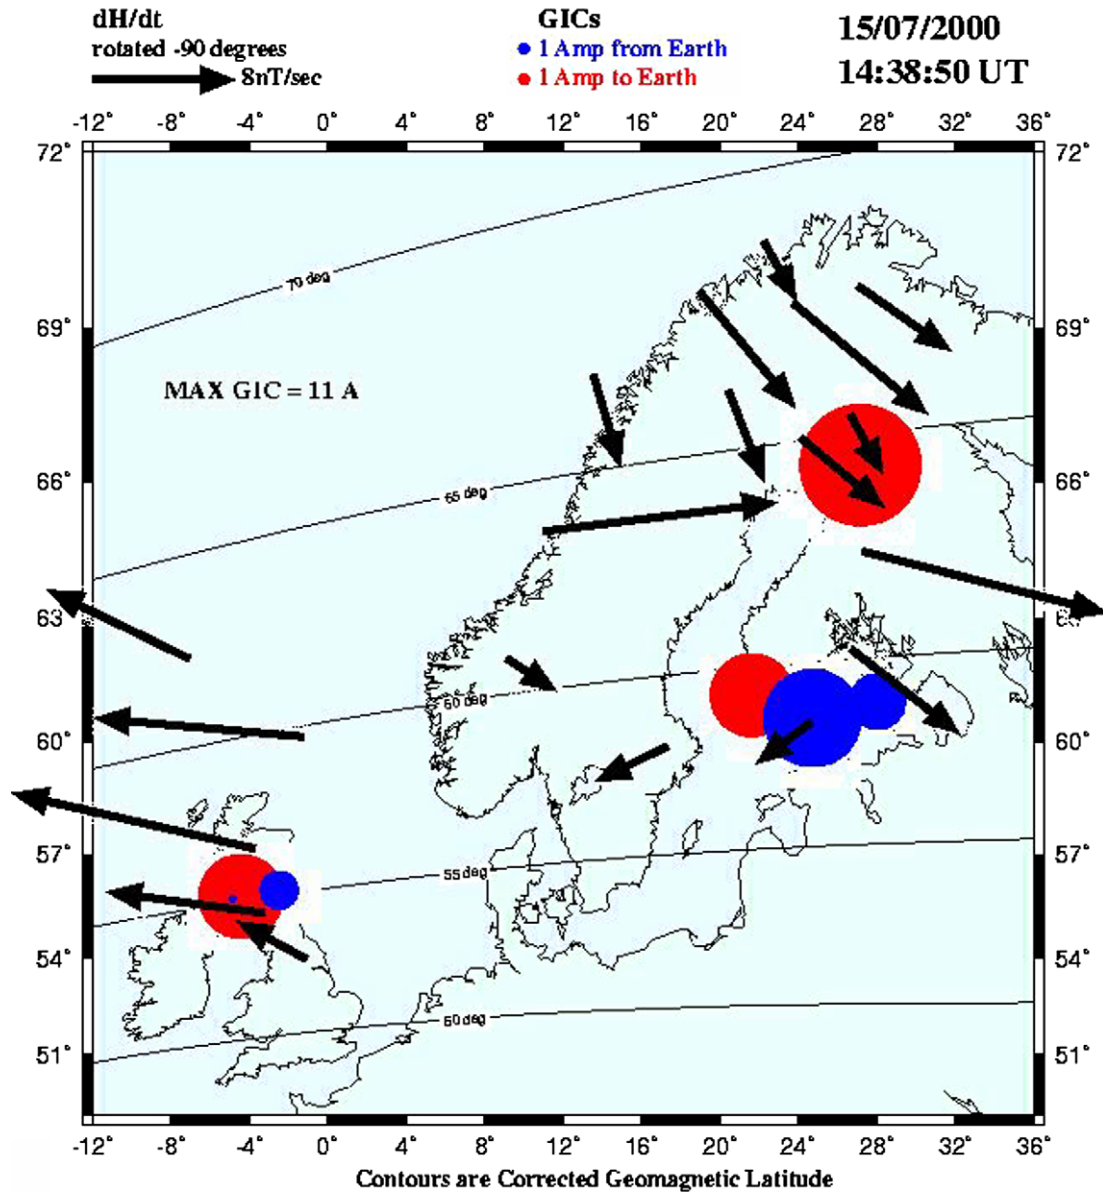 dH/dt
rotated -90 degrees
8nT/sec
GICs
1 Amp from Earth
1 Amp to Earth
15/07/2000
14:38:50 UT
-12° -8° -4° 0° 4° 8° 12° 16° 20° 24° 28° 32° 36°
72° 72°
70 deg
69° 69°
MAX GIC = 11 A
66° 66°
65 deg
63° 63°
60 deg
60° 60°
57° 57°
55 deg
54° 54°
50 deg
51° 51°
-12° -8° -4° 0° 4° 8° 12° 16° 20° 24° 28° 32° 36°
Contours are Corrected Geomagnetic Latitude